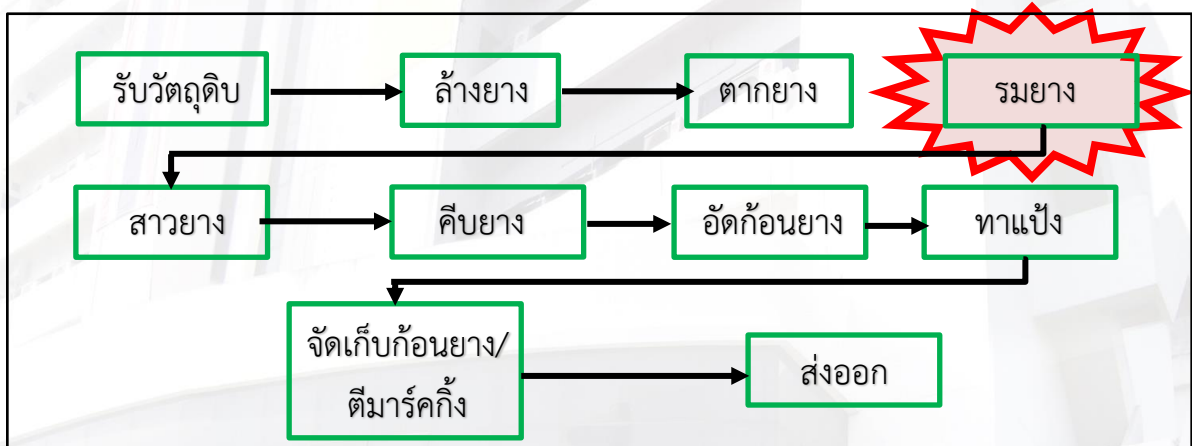 รับวัตถุดิบ
ล้างยาง
ตากยาง
รมยาง
สาวยาง
คีบยาง
อัดก้อนยาง
ทาแป้ง
จัดเก็บก้อนยาง/
ตีมาร์คกิ้ง
ส่งออก